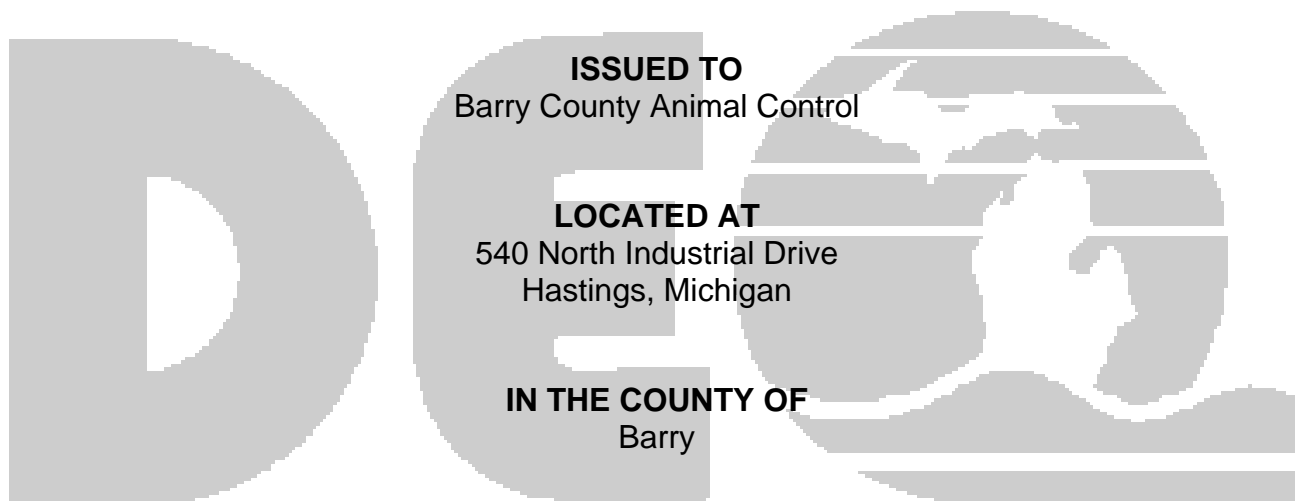 DEQ
ISSUED TO
Barry County Animal Control
LOCATED AT
540 North Industrial Drive
Hastings, Michigan
IN THE COUNTY OF
Barry